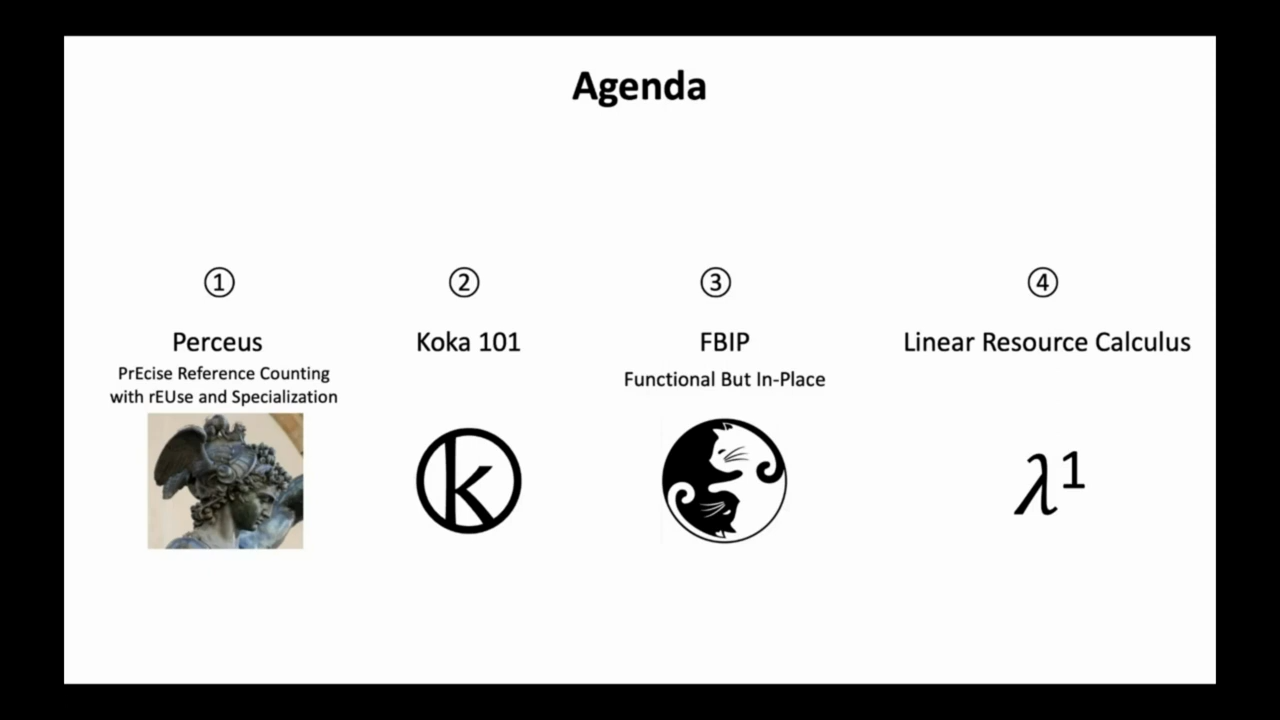 Agenda
①
Perceus
PrEcise Reference Counting
with rEUse and Specialization
②
Koka 101
k
③
FBIP
Functional But In-Place
④
Linear Resource Calculus
λ¹